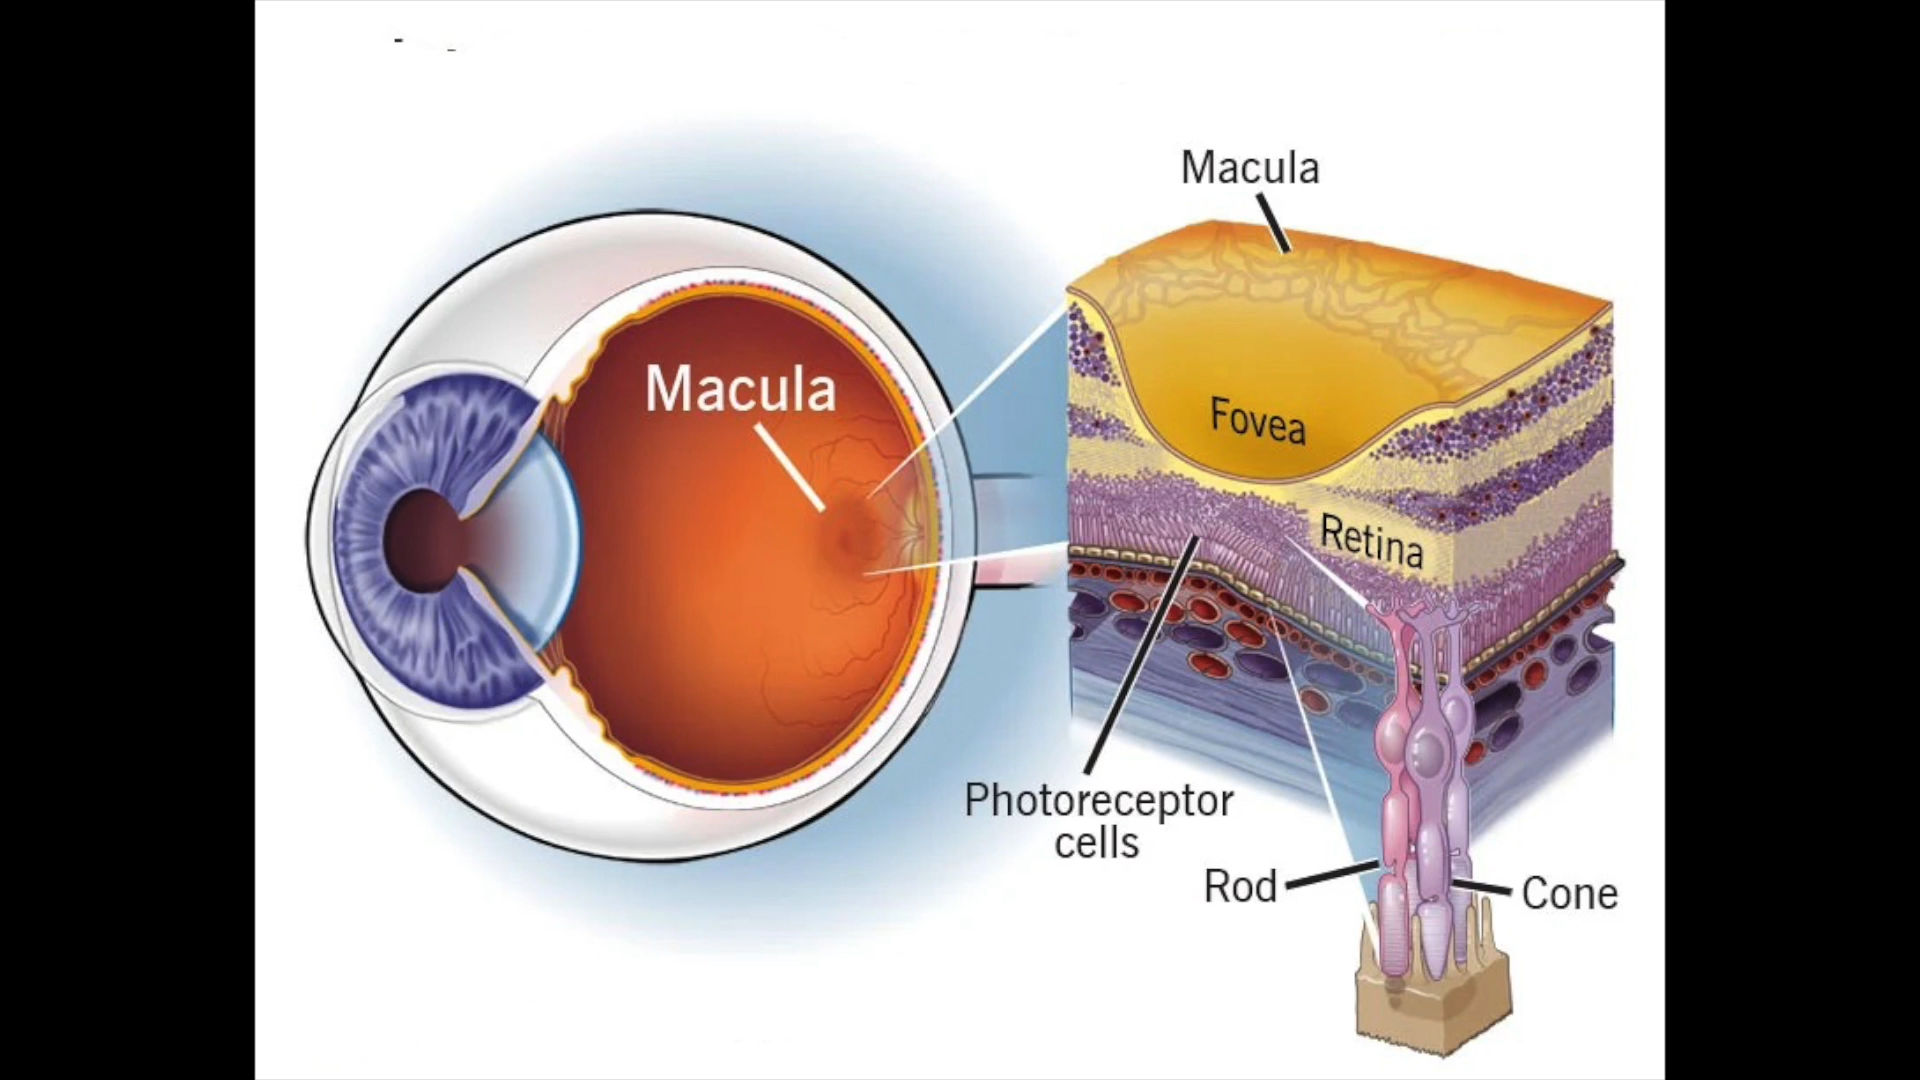 Macula
Macula
Fovea
Retina
Photoreceptor
cells
Rod
Cone